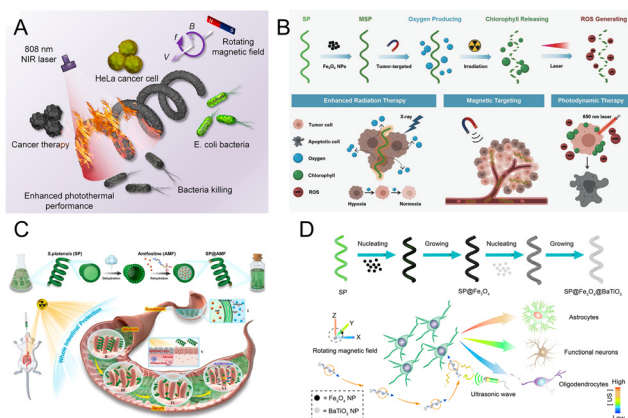 A
808 nm
NIR laser
f
B
V
Rotating
magnetic field
HeLa cancer cell
E. coli bacteria
Cancer therapy
Enhanced photothermal
performance
Bacteria killing
B
SP
MSP
Oxygen Producing
Chlorophyll Releasing
ROS Generating
Fe₃O₄ NPs
Tumor-targeted
Irradiation
Laser
Enhanced Radiation Therapy
Magnetic Targeting
Photodynamic Therapy
Tumor cell
Apoptotic cell
Oxygen
Chlorophyll
ROS
X-ray
Hypoxia
Normoxia
650 nm laser
C
S.platensis (SP)
Dehydration
Amifostine (AMF)
Rehydration
SP@AMF
Whole Intestinal Protection
D
Nucleating
Growing
Nucleating
Growing
SP
SP@Fe₃O₄
SP@Fe₃O₄@BaTiO₃
Z
Y
X
Rotating magnetic field
Astrocytes
Functional neurons
Oligodendrocytes
Ultrasonic wave
= Fe₃O₄ NP
= BaTiO₃ NP
High
[US]
Low